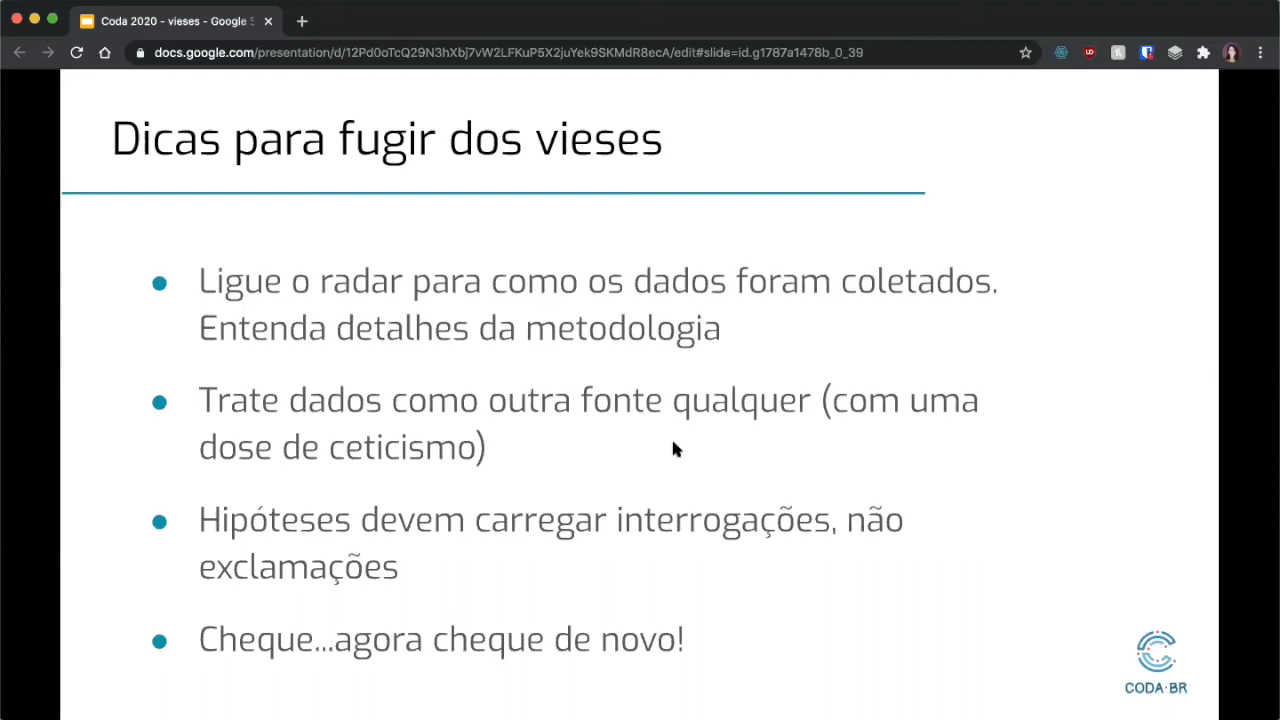 Coda 2020 - vieses - Google S
docs.google.com/presentation/d/12Pd0oTcQ29N3hXbj7vW2LFKuP5X2juYek9SKMdR8ecA/edit#slide=id.g1787a1478b_0_39
Dicas para fugir dos vieses
Ligue o radar para como os dados foram coletados.
Entenda detalhes da metodologia
Trate dados como outra fonte qualquer (com uma
dose de ceticismo)
Hipóteses devem carregar interrogações, não
exclamações
Cheque...agora cheque de novo!
CODA·BR